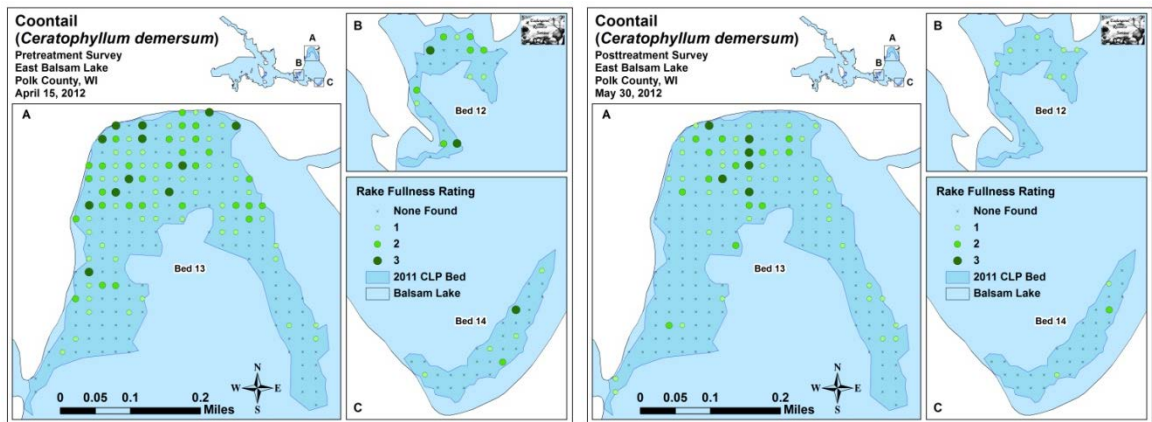 Coontail
(Ceratophyllum demersum)
Pretreatment Survey
East Balsam Lake
Polk County, WI
April 15, 2012
A
B
C
B
Bed 12
A
Bed 13
Rake Fullness Rating
None Found
1
2
3
2011 CLP Bed
Balsam Lake
Bed 14
C
N
W
E
S
0
0.05
0.1
0.2
Miles
Coontail
(Ceratophyllum demersum)
Posttreatment Survey
East Balsam Lake
Polk County, WI
May 30, 2012
A
B
C
B
Bed 12
A
Bed 13
Rake Fullness Rating
None Found
1
2
3
2011 CLP Bed
Balsam Lake
Bed 14
C
N
W
E
S
0
0.05
0.1
0.2
Miles